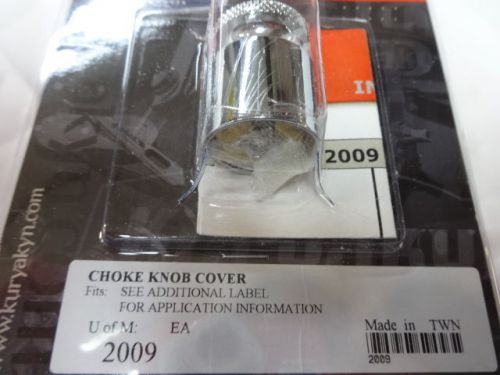 IN
2009
www.kuryakyn.com
CHOKE KNOB COVER
Fits: SEE ADDITIONAL LABEL
FOR APPLICATION INFORMATION
U of M: EA
Made in TWN
2009
2009